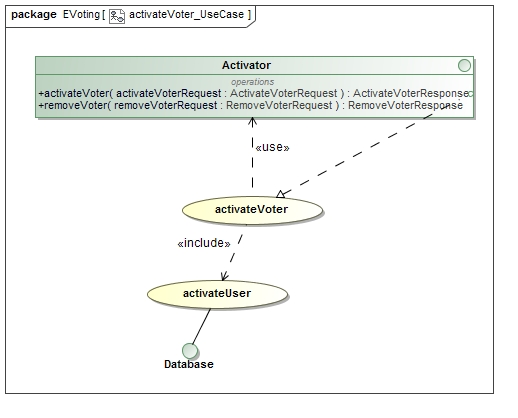 package EVoting [ activateVoter_UseCase ]
Activator
operations
+activateVoter( activateVoterRequest : ActivateVoterRequest ) : ActivateVoterResponse
+removeVoter( removeVoterRequest : RemoveVoterRequest ) : RemoveVoterResponse
«use»
activateVoter
«include»
activateUser
Database